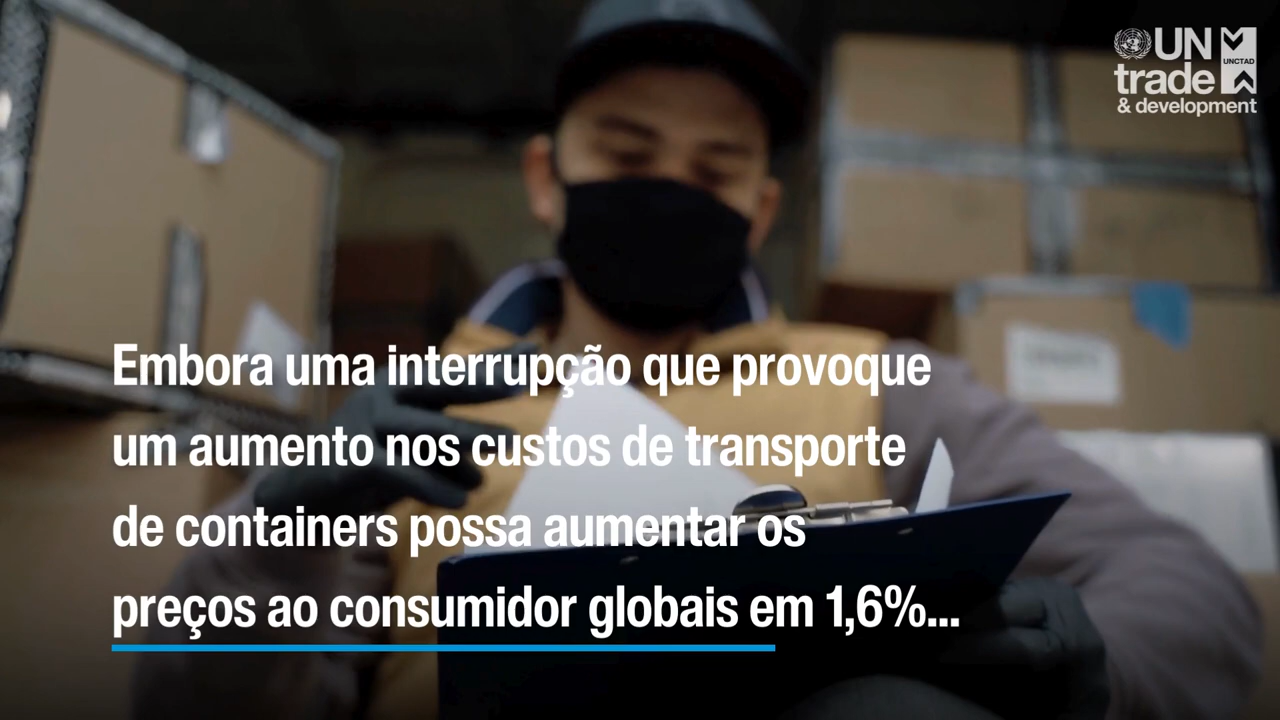 UN
UNCTAD
trade
& development
Embora uma interrupção que provoque
um aumento nos custos de transporte
de containers possa aumentar os
preços ao consumidor globais em 1,6%...